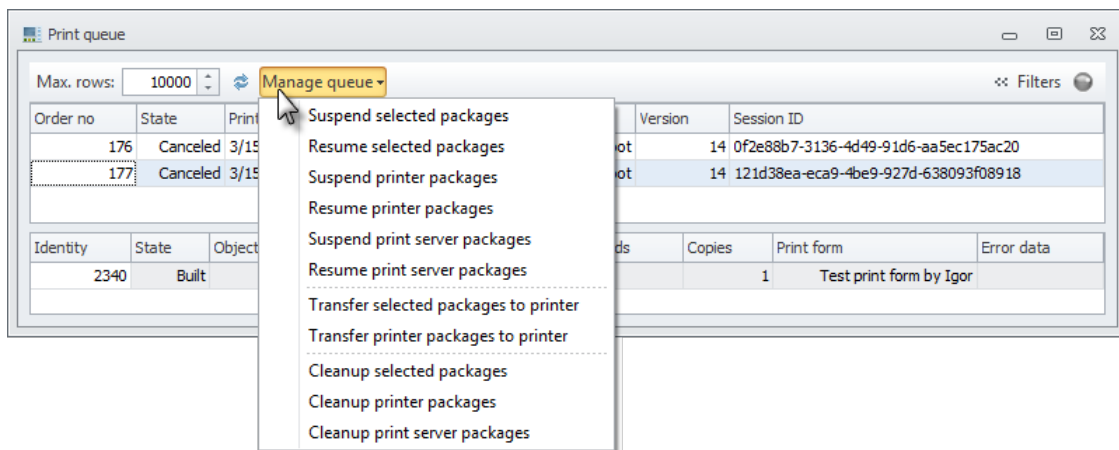 Print queue
Max. rows: 10000 Manage queue Filters
Order no State Print Version Session ID
176 Canceled 3/15 ot 14 0f2e88b7-3136-4d49-91d6-aa5ec175ac20
177 Canceled 3/15 ot 14 121d38ea-eca9-4be9-927d-638093f08918
Identity State Object ds Copies Print form Error data
2340 Built 1 Test print form by Igor
Suspend selected packages
Resume selected packages
Suspend printer packages
Resume printer packages
Suspend print server packages
Resume print server packages
Transfer selected packages to printer
Transfer printer packages to printer
Cleanup selected packages
Cleanup printer packages
Cleanup print server packages